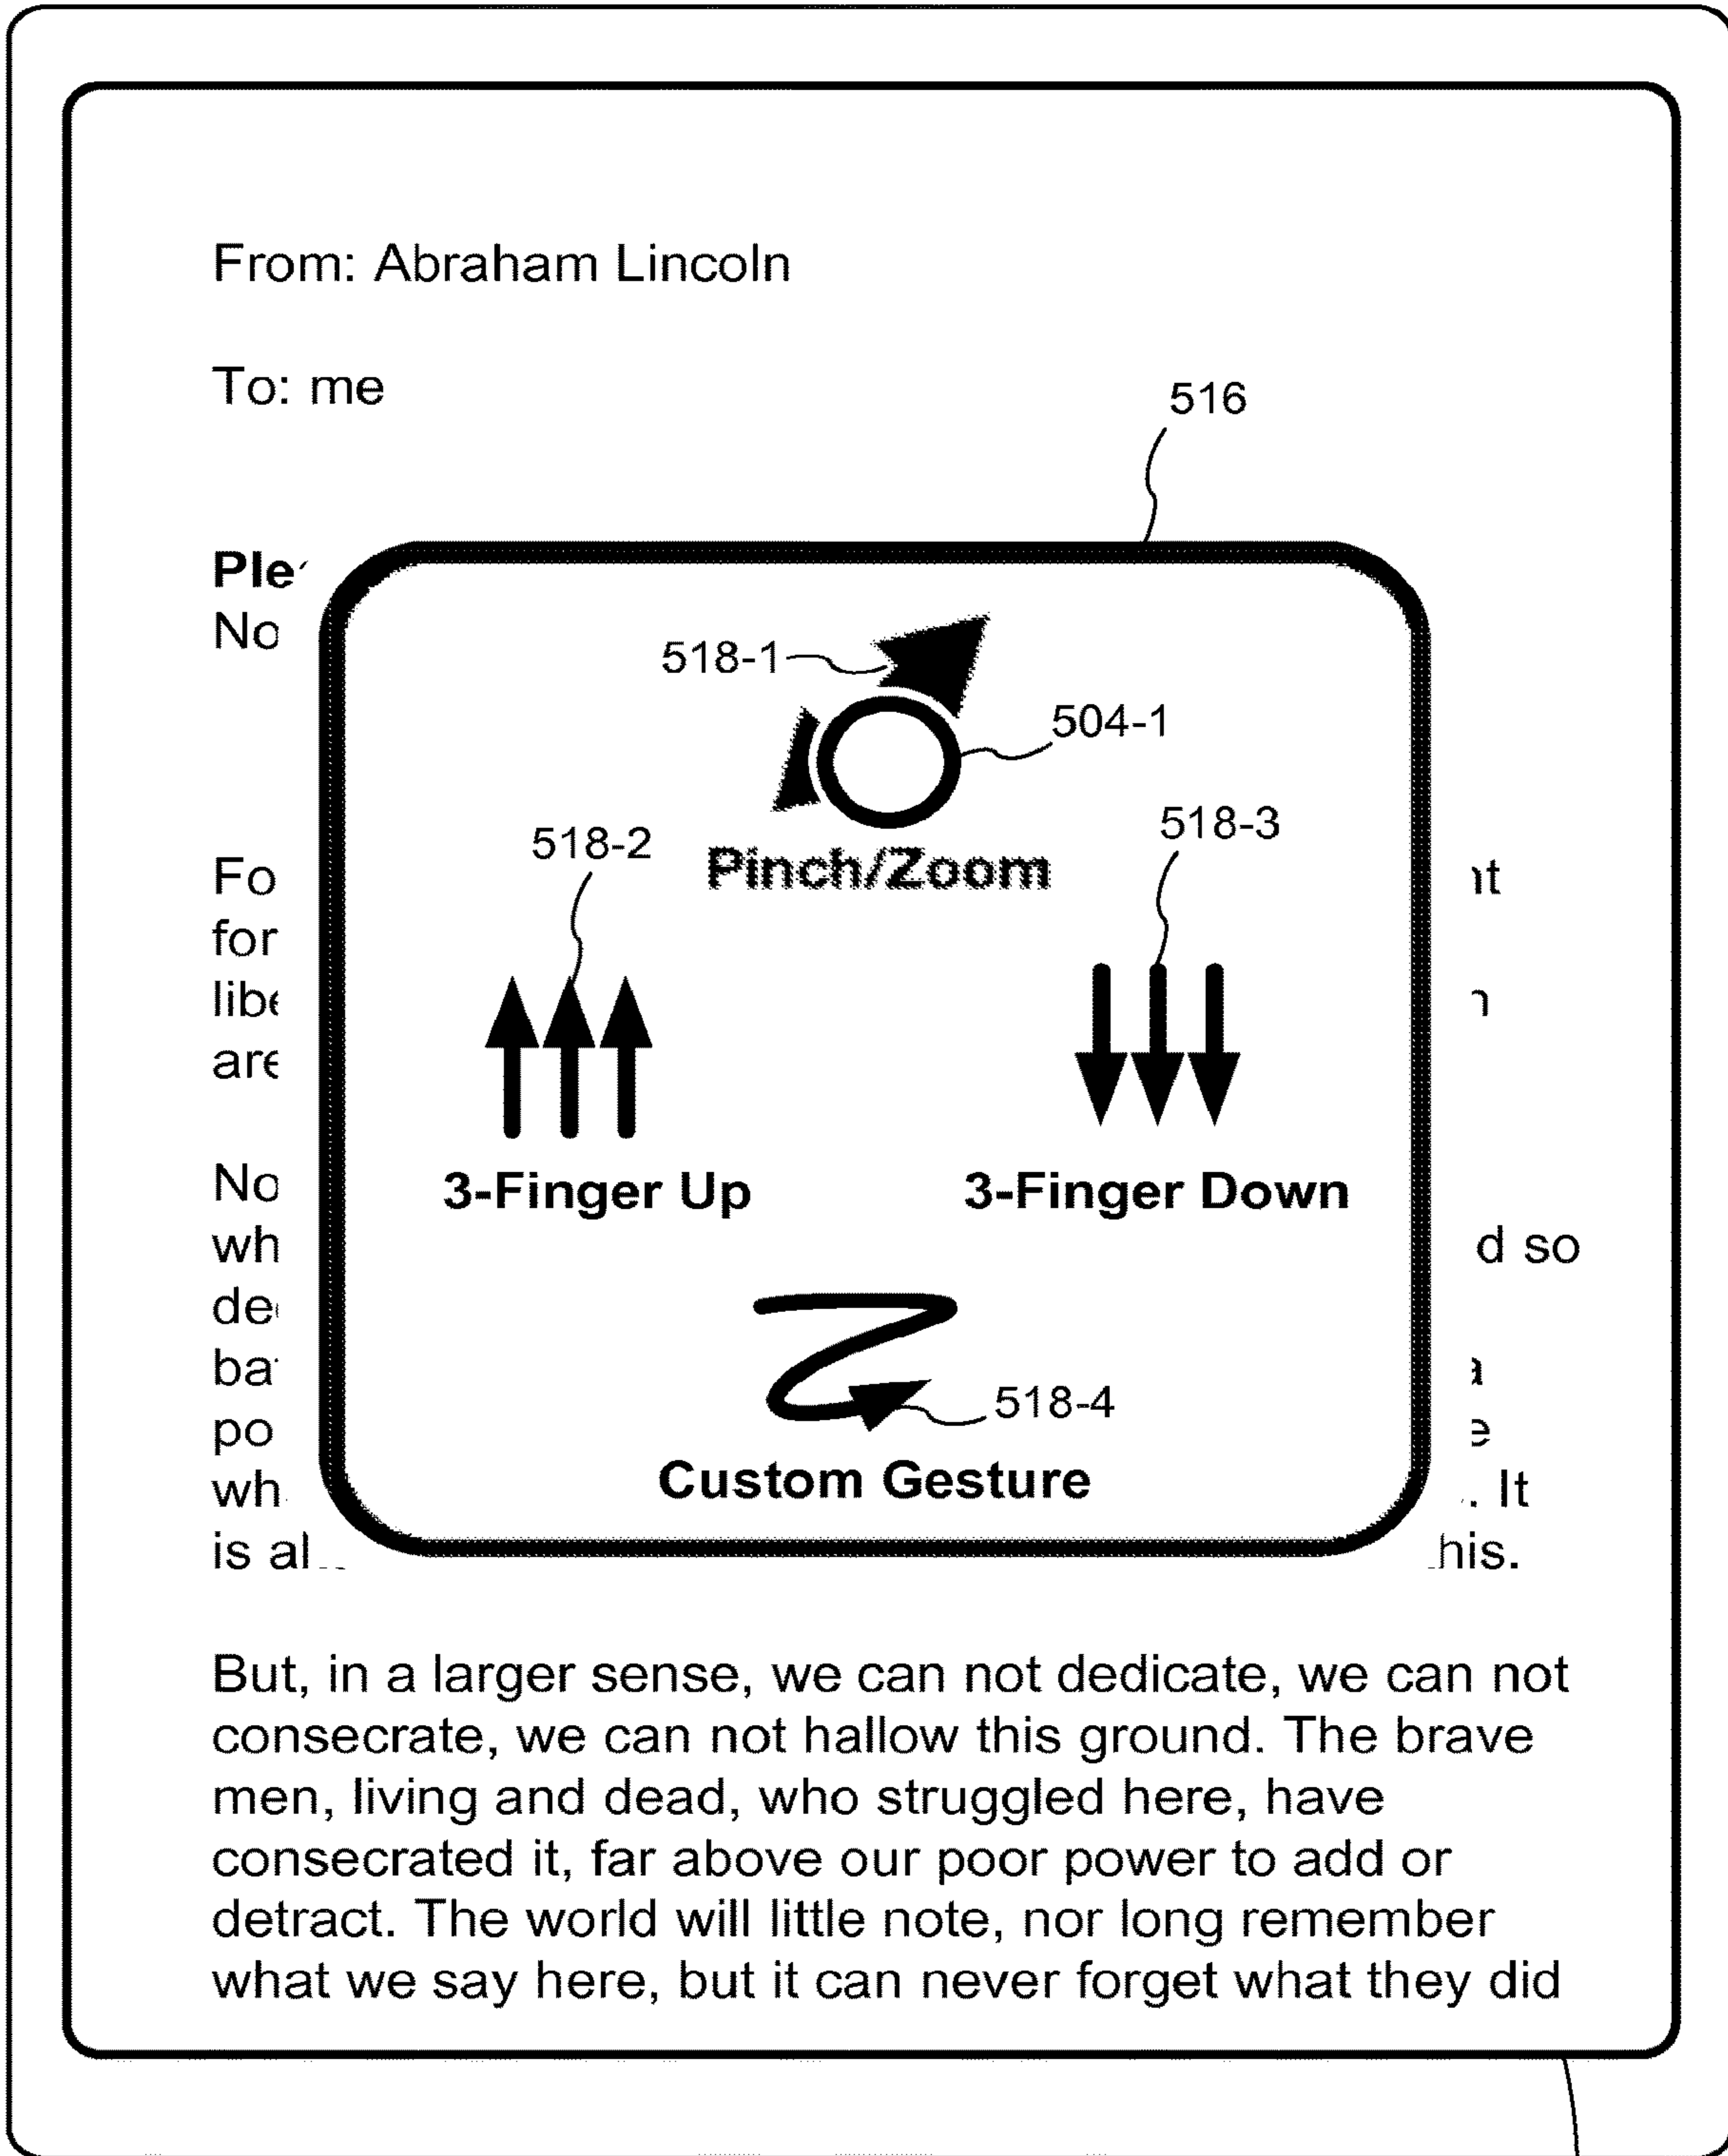 From: Abraham Lincoln
To: me
516
No
518-1
504-1
518-2
518-3
Pinch/Zoom
Fo
for
are
3-Finger Up
3-Finger Down
No
wh
d so
518-4
po
Custom Gesture
wh
. It
is al
his.
But, in a larger sense, we can not dedicate, we can not
consecrate, we can not hallow this ground. The brave
men, living and dead, who struggled here, have
consecrated it, far above our poor power to add or
detract. The world will little note, nor long remember
what we say here, but it can never forget what they did